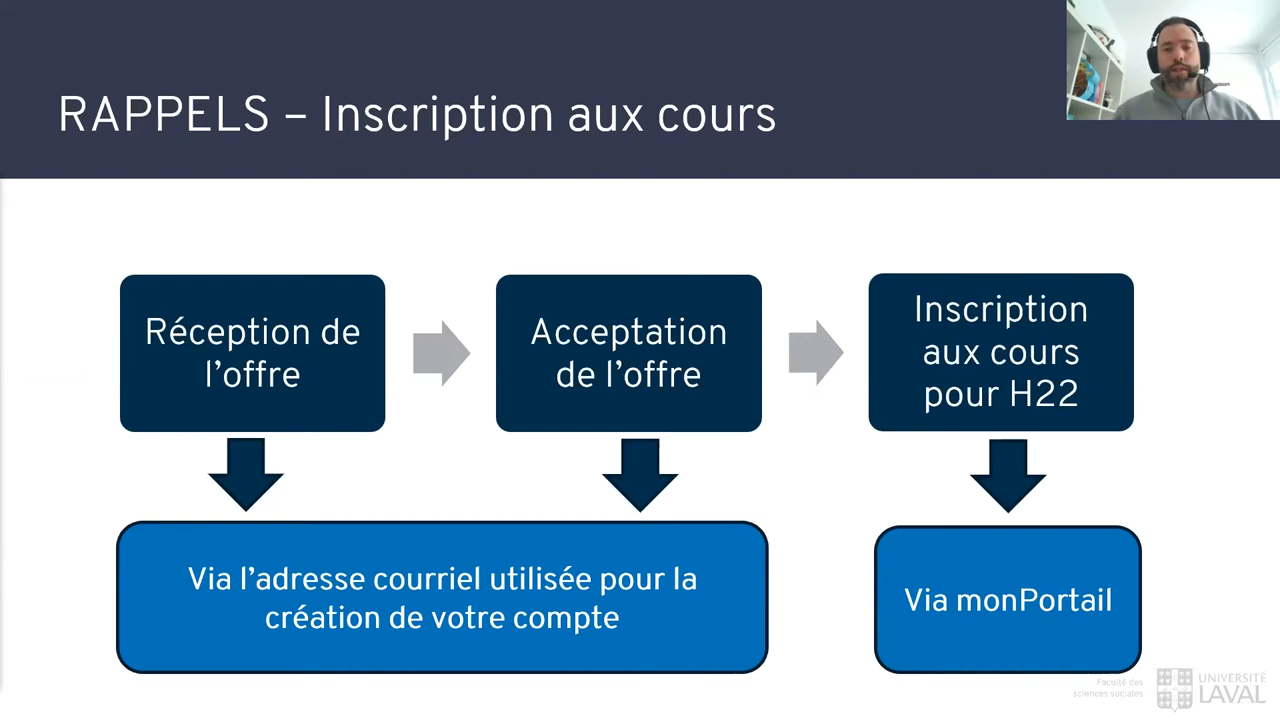 RAPPELS – Inscription aux cours
Réception de
l'offre
Acceptation
de l'offre
Inscription
aux cours
pour H22
Via l'adresse courriel utilisée pour la
création de votre compte
Via monPortail
Faculté des
sciences sociales
UNIVERSITÉ
LAVAL